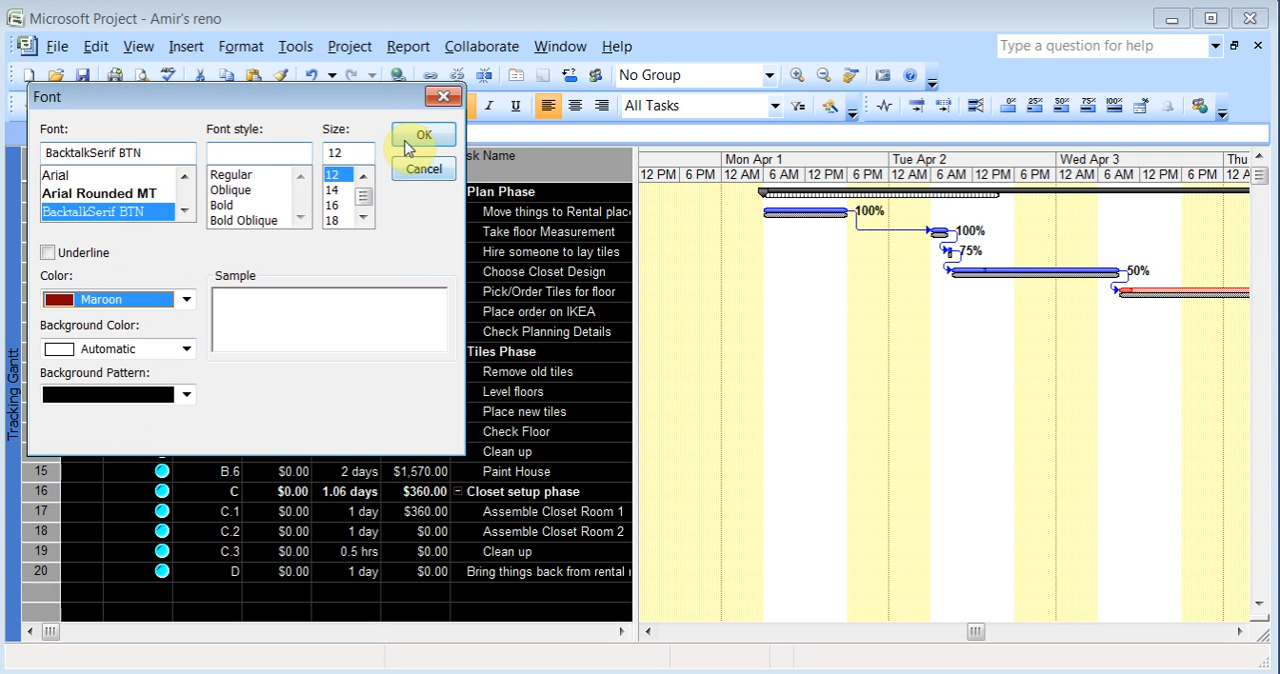 Microsoft Project - Amir's reno
File Edit View Insert Format Tools Project Report Collaborate Window Help
Type a question for help
No Group
All Tasks
0% 25% 50% 75% 100%
Font
Font: Font style: Size:
BacktalkSerif BTN 12
OK
Cancel
Arial Regular 12
Arial Rounded MT Oblique 14
BacktalkSerif BTN Bold 16
Bold Oblique 18
Underline
Color: Sample
Maroon
Background Color:
Automatic
Background Pattern:
Tracking Gantt
sk Name
Mon Apr 1 Tue Apr 2 Wed Apr 3 Thu
12 PM 6 PM 12 AM 6 AM 12 PM 6 PM 12 AM 6 AM 12 PM 6 PM 12 AM 6 AM 12 PM 6 PM 12 A
Plan Phase
Move things to Rental place 100%
Take floor Measurement 100%
Hire someone to lay tiles 75%
Choose Closet Design 50%
Pick/Order Tiles for floor
Place order on IKEA
Check Planning Details
Tiles Phase
Remove old tiles
Level floors
Place new tiles
Check Floor
Clean up
15 B.6 $0.00 2 days $1,570.00 Paint House
16 C $0.00 1.06 days $360.00 Closet setup phase
17 C.1 $0.00 1 day $360.00 Assemble Closet Room 1
18 C.2 $0.00 1 day $0.00 Assemble Closet Room 2
19 C.3 $0.00 0.5 hrs $0.00 Clean up
20 D $0.00 1 day $0.00 Bring things back from rental